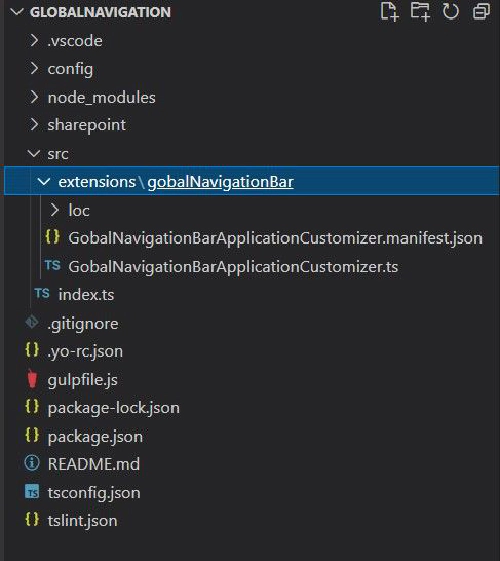 GLOBALNAVIGATION
.vscode
config
node_modules
sharepoint
src
extensions\gobalNavigationBar
loc
{} GobalNavigationBarApplicationCustomizer.manifest.json
TS GobalNavigationBarApplicationCustomizer.ts
TS index.ts
.gitignore
{} .yo-rc.json
gulpfile.js
{} package-lock.json
{} package.json
README.md
TS tsconfig.json
{} tslint.json